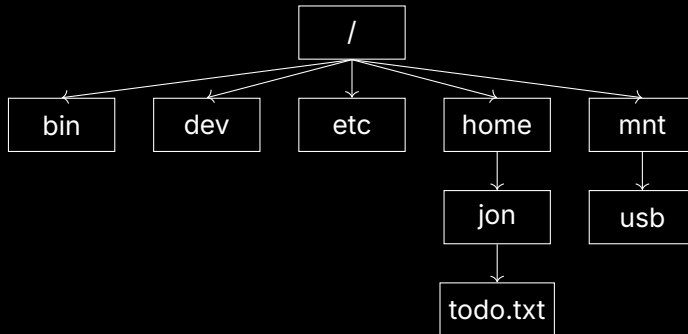 /
bin dev etc home mnt
jon usb
todo.txt